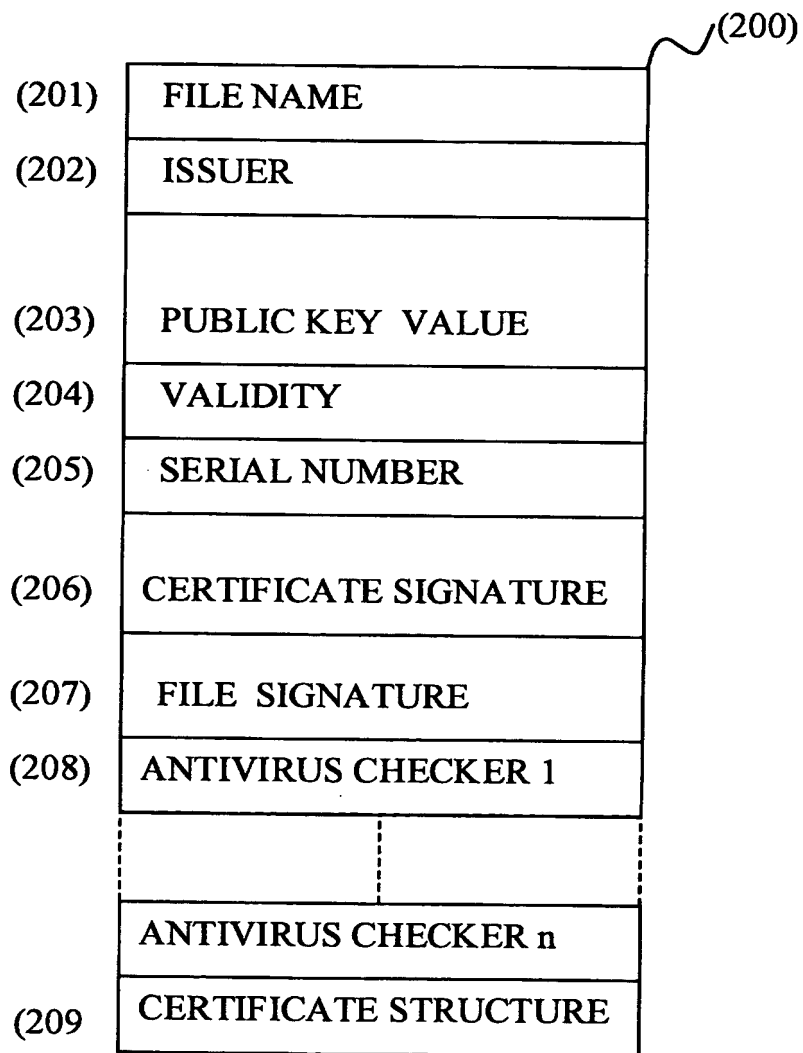 (200)
(201) FILE NAME
(202) ISSUER
(203) PUBLIC KEY VALUE
(204) VALIDITY
(205) SERIAL NUMBER
(206) CERTIFICATE SIGNATURE
(207) FILE SIGNATURE
(208) ANTIVIRUS CHECKER 1
ANTIVIRUS CHECKER n
(209 CERTIFICATE STRUCTURE